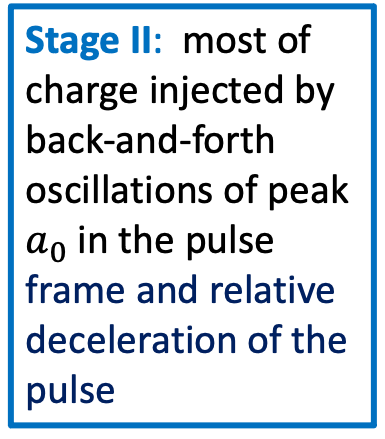 Stage II: most of
charge injected by
back-and-forth
oscillations of peak
𝑎₀ in the pulse
frame and relative
deceleration of the
pulse